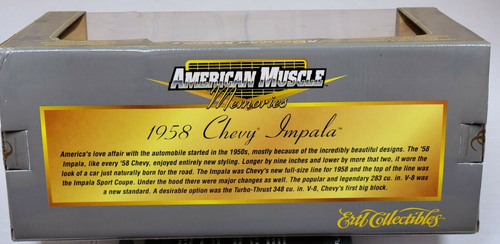 AMERICAN MUSCLE™
Memories
1958 Chevy® Impala™
America's love affair with the automobile started in the 1950s, mostly because of the incredibly beautiful designs. The '58
Impala, like every '58 Chevy, enjoyed entirely new styling. Longer by nine inches and lower by more that two, it wore the
look of a car just naturally born for the road. The Impala was Chevy's new full-size line for 1958 and the top of the line was
the Impala Sport Coupe. Under the hood there were major changes as well. The popular and legendary 283 cu. in. V-8 was
a new standard. A desirable option was the Turbo-Thrust 348 cu. in. V-8, Chevy's first big block.
Ertl Collectibles™